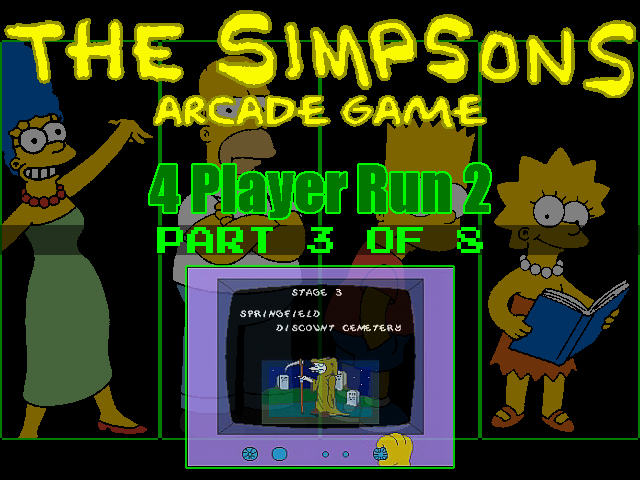 THE SIMPSONS
ARCADE GAME
4 Player Run 2
PART 3 OF 8
STAGE 3
SPRINGFIELD
DISCOUNT CEMETERY